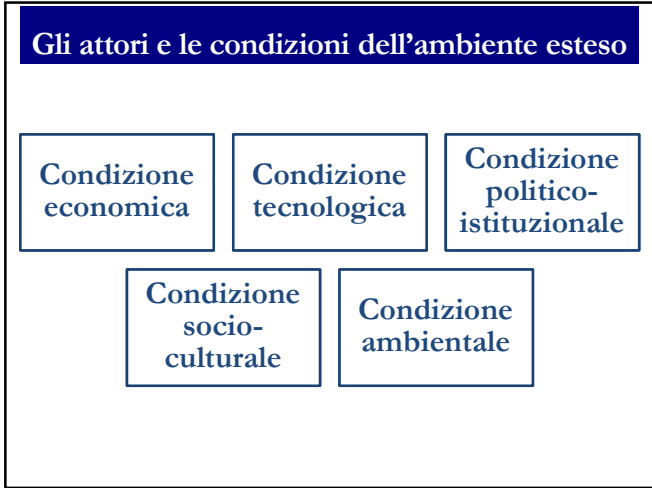 Gli attori e le condizioni dell’ambiente esteso
Condizione
economica
Condizione
tecnologica
Condizione
politico-
istituzionale
Condizione
socio-
culturale
Condizione
ambientale